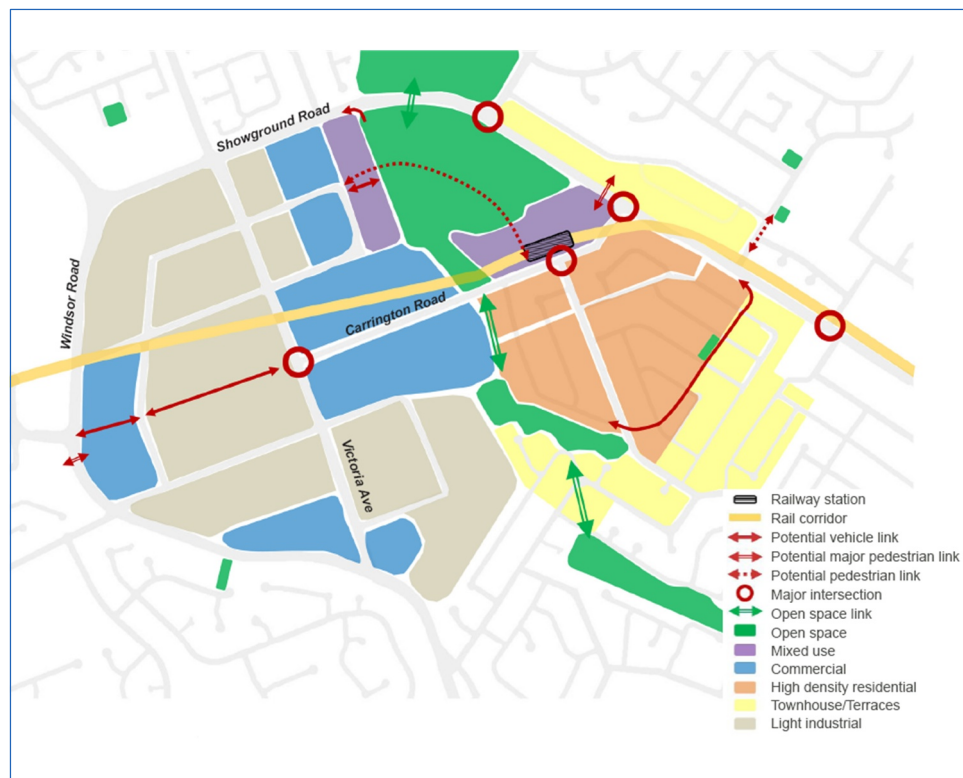 Showground Road
Windsor Road
Carrington Road
Victoria Ave
Railway station
Rail corridor
Potential vehicle link
Potential major pedestrian link
Potential pedestrian link
Major intersection
Open space link
Open space
Mixed use
Commercial
High density residential
Townhouse/Terraces
Light industrial